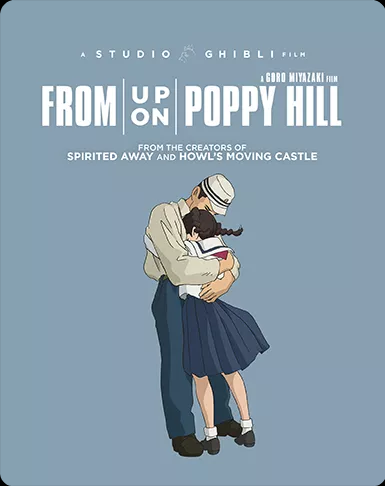 A STUDIO GHIBLI FILM
A GORO MIYAZAKI FILM
FROM UP ON POPPY HILL
FROM THE CREATORS OF
SPIRITED AWAY AND HOWL'S MOVING CASTLE